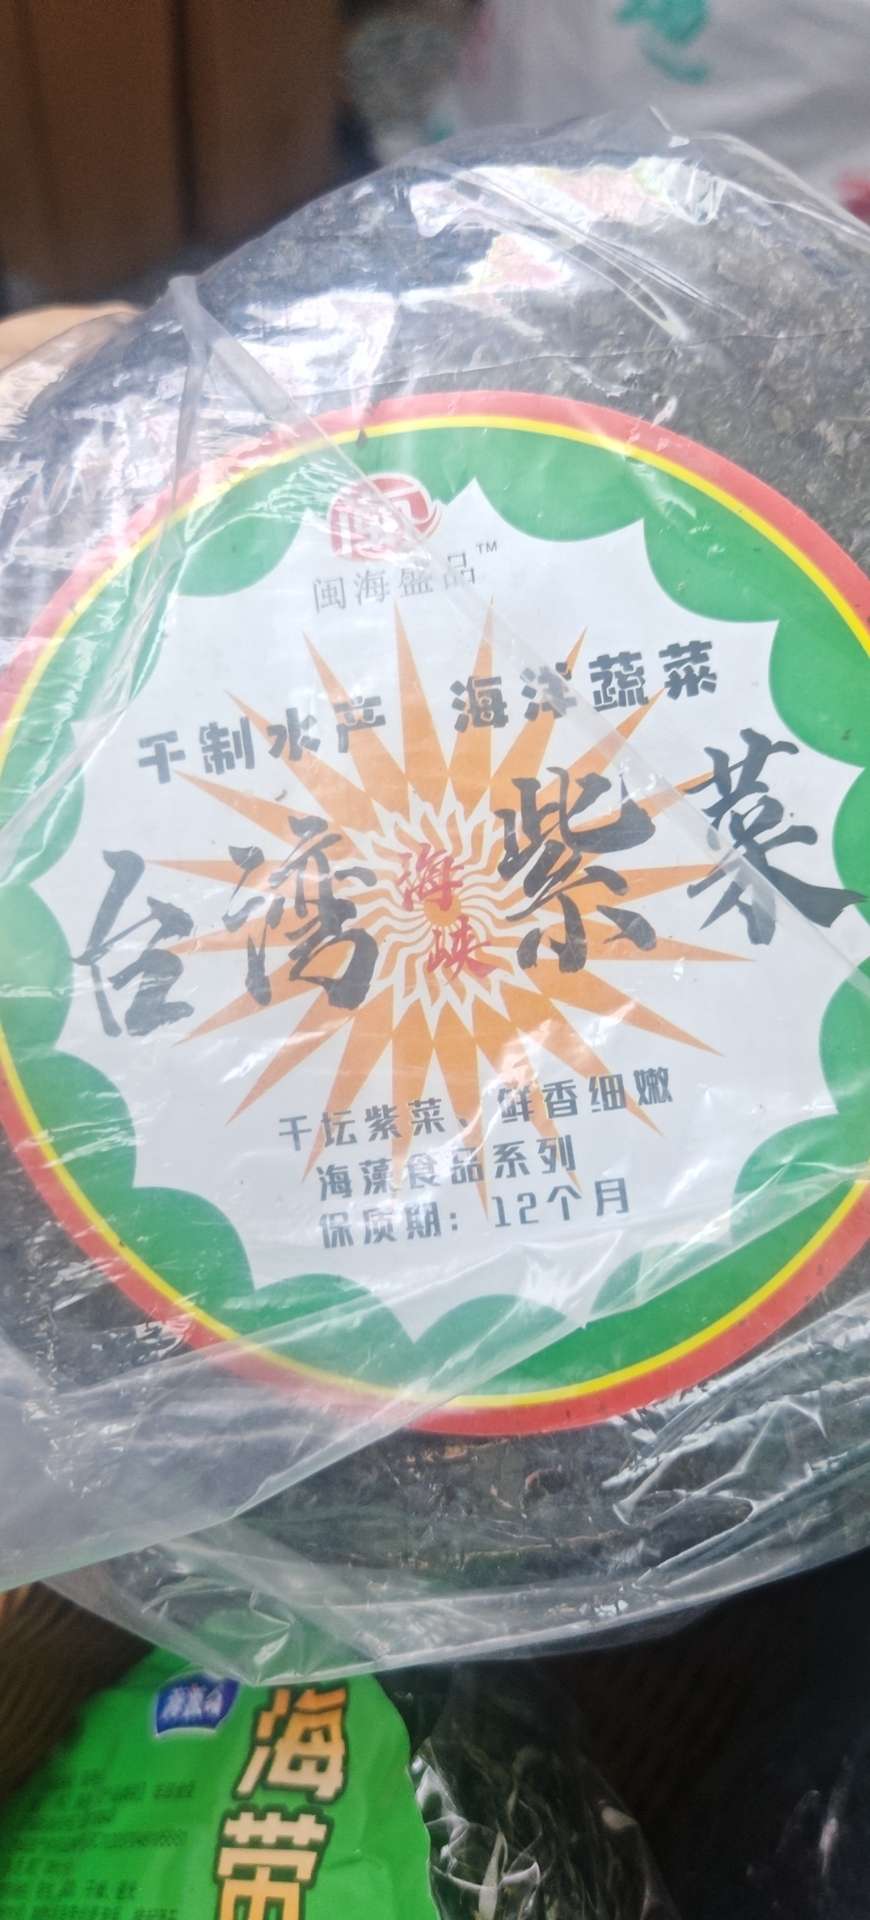 闽
闽海盛品™
干制水产 海洋蔬菜
台湾海峡紫菜
干坛紫菜、鲜香细嫩
海藻食品系列
保质期：12个月
海带